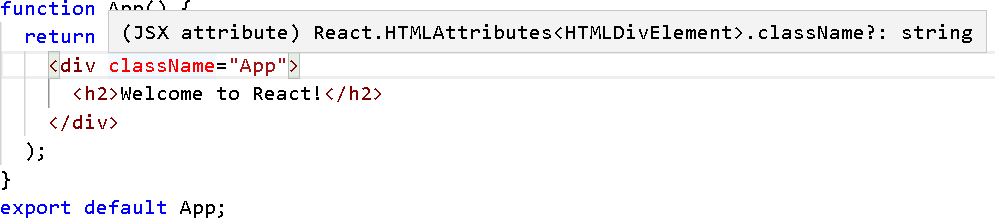 function App() {
return
(JSX attribute) React.HTMLAttributes<HTMLDivElement>.className?: string
<div className="App">
<h2>Welcome to React!</h2>
</div>
);
}
export default App;